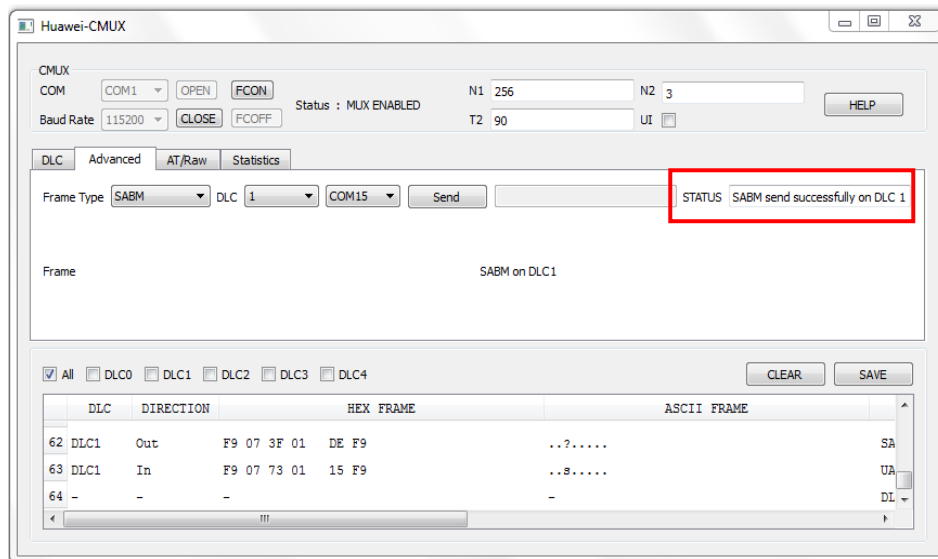 Huawei-CMUX
CMUX
COM COM1 OPEN FCON Status : MUX ENABLED N1 256 N2 3 HELP
Baud Rate 115200 CLOSE FCOFF T2 90 UI
DLC Advanced AT/Raw Statistics
Frame Type SABM DLC 1 COM15 Send STATUS SABM send successfully on DLC 1
Frame SABM on DLC1
All DLC0 DLC1 DLC2 DLC3 DLC4 CLEAR SAVE
DLC DIRECTION HEX FRAME ASCII FRAME
62 DLC1 Out F9 07 3F 01 DE F9 ..?..... SA
63 DLC1 In F9 07 73 01 15 F9 ..s..... UA
64 - - - - DL